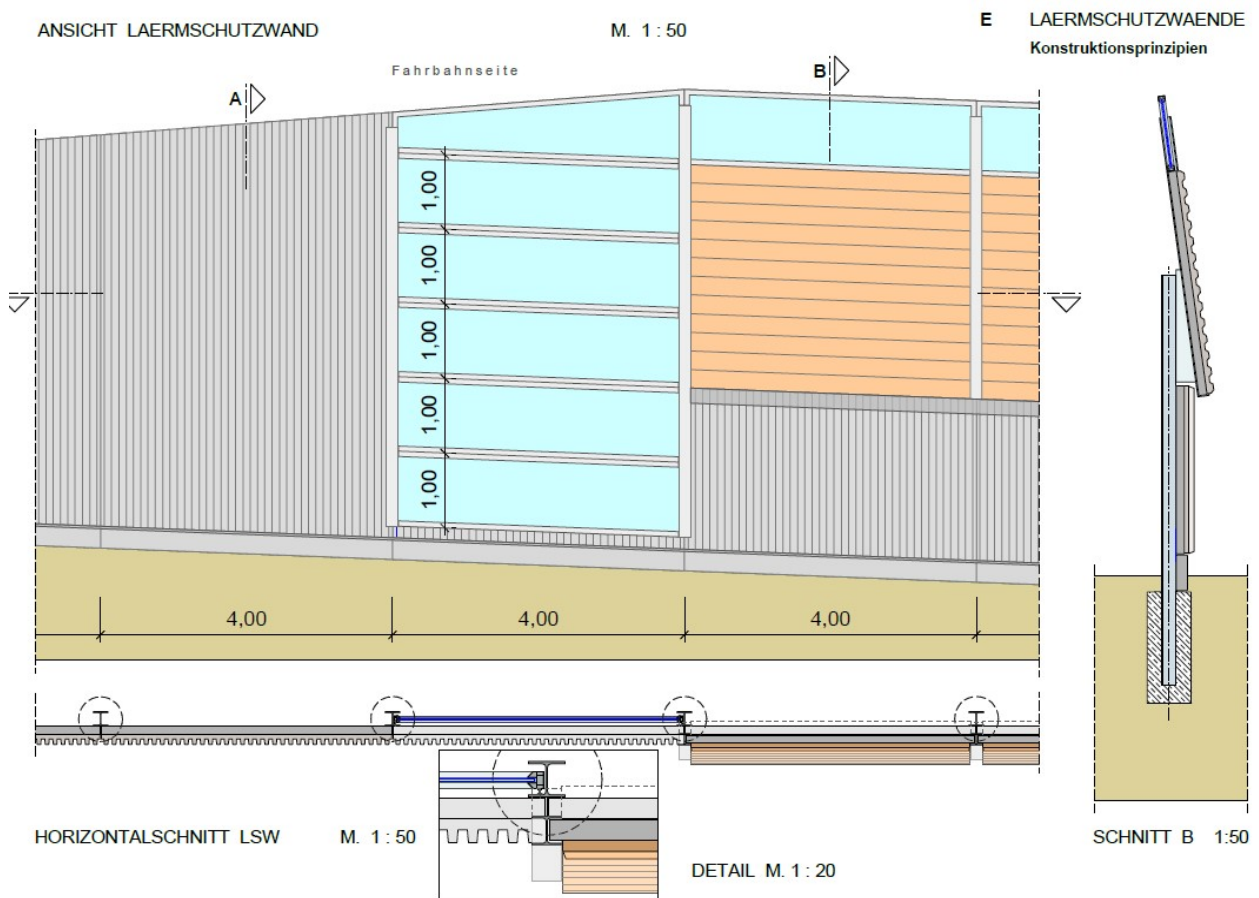 ANSICHT LAERMSCHUTZWAND M. 1 : 50
E LAERMSCHUTZWAENDE
Konstruktionsprinzipien
Fahrbahnseite
A
B
1,00
1,00
1,00
1,00
1,00
4,00 4,00 4,00
HORIZONTALSCHNITT LSW M. 1 : 50
DETAIL M. 1 : 20
SCHNITT B 1:50